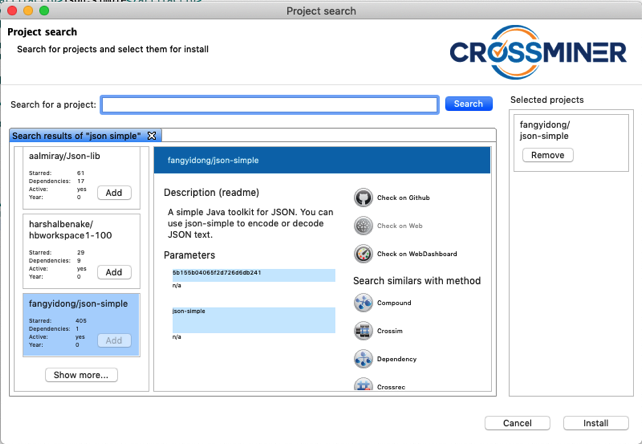 Project search
Project search
Search for projects and select them for install
CROSSMINER
Search for a project:
Search
Selected projects
Search results of "json simple"
aalmiray/Json-lib
Starred: 61
Dependencies: 17
Active: yes
Year: 0
Add
harshalbenake/
hbworkspace1-100
Starred: 29
Dependencies: 9
Active: yes
Year: 0
Add
fangyidong/json-simple
Starred: 405
Dependencies: 1
Active: yes
Year: 0
Add
Show more...
fangyidong/json-simple
Description (readme)
A simple Java toolkit for JSON. You can
use json-simple to encode or decode
JSON text.
Parameters
5b155b04065f2d726d6db241
n/a
json-simple
n/a
Check on Github
Check on Web
Check on WebDashboard
Search similars with method
Compound
Crossim
Dependency
Crossrec
fangyidong/
json-simple
Remove
Cancel
Install